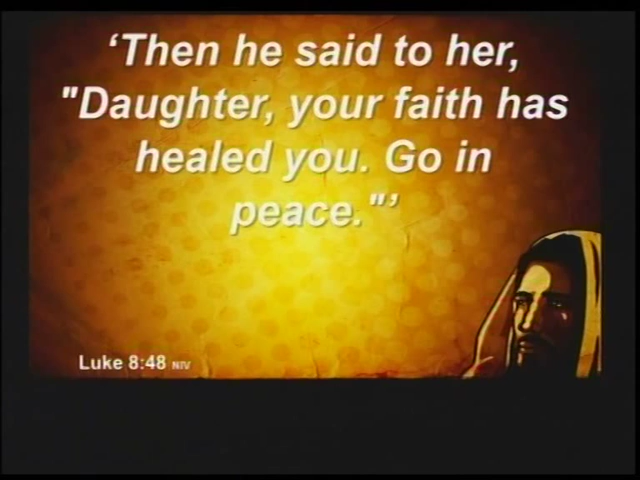 ‘Then he said to her,
"Daughter, your faith has
healed you. Go in
peace."’
Luke 8:48 NIV